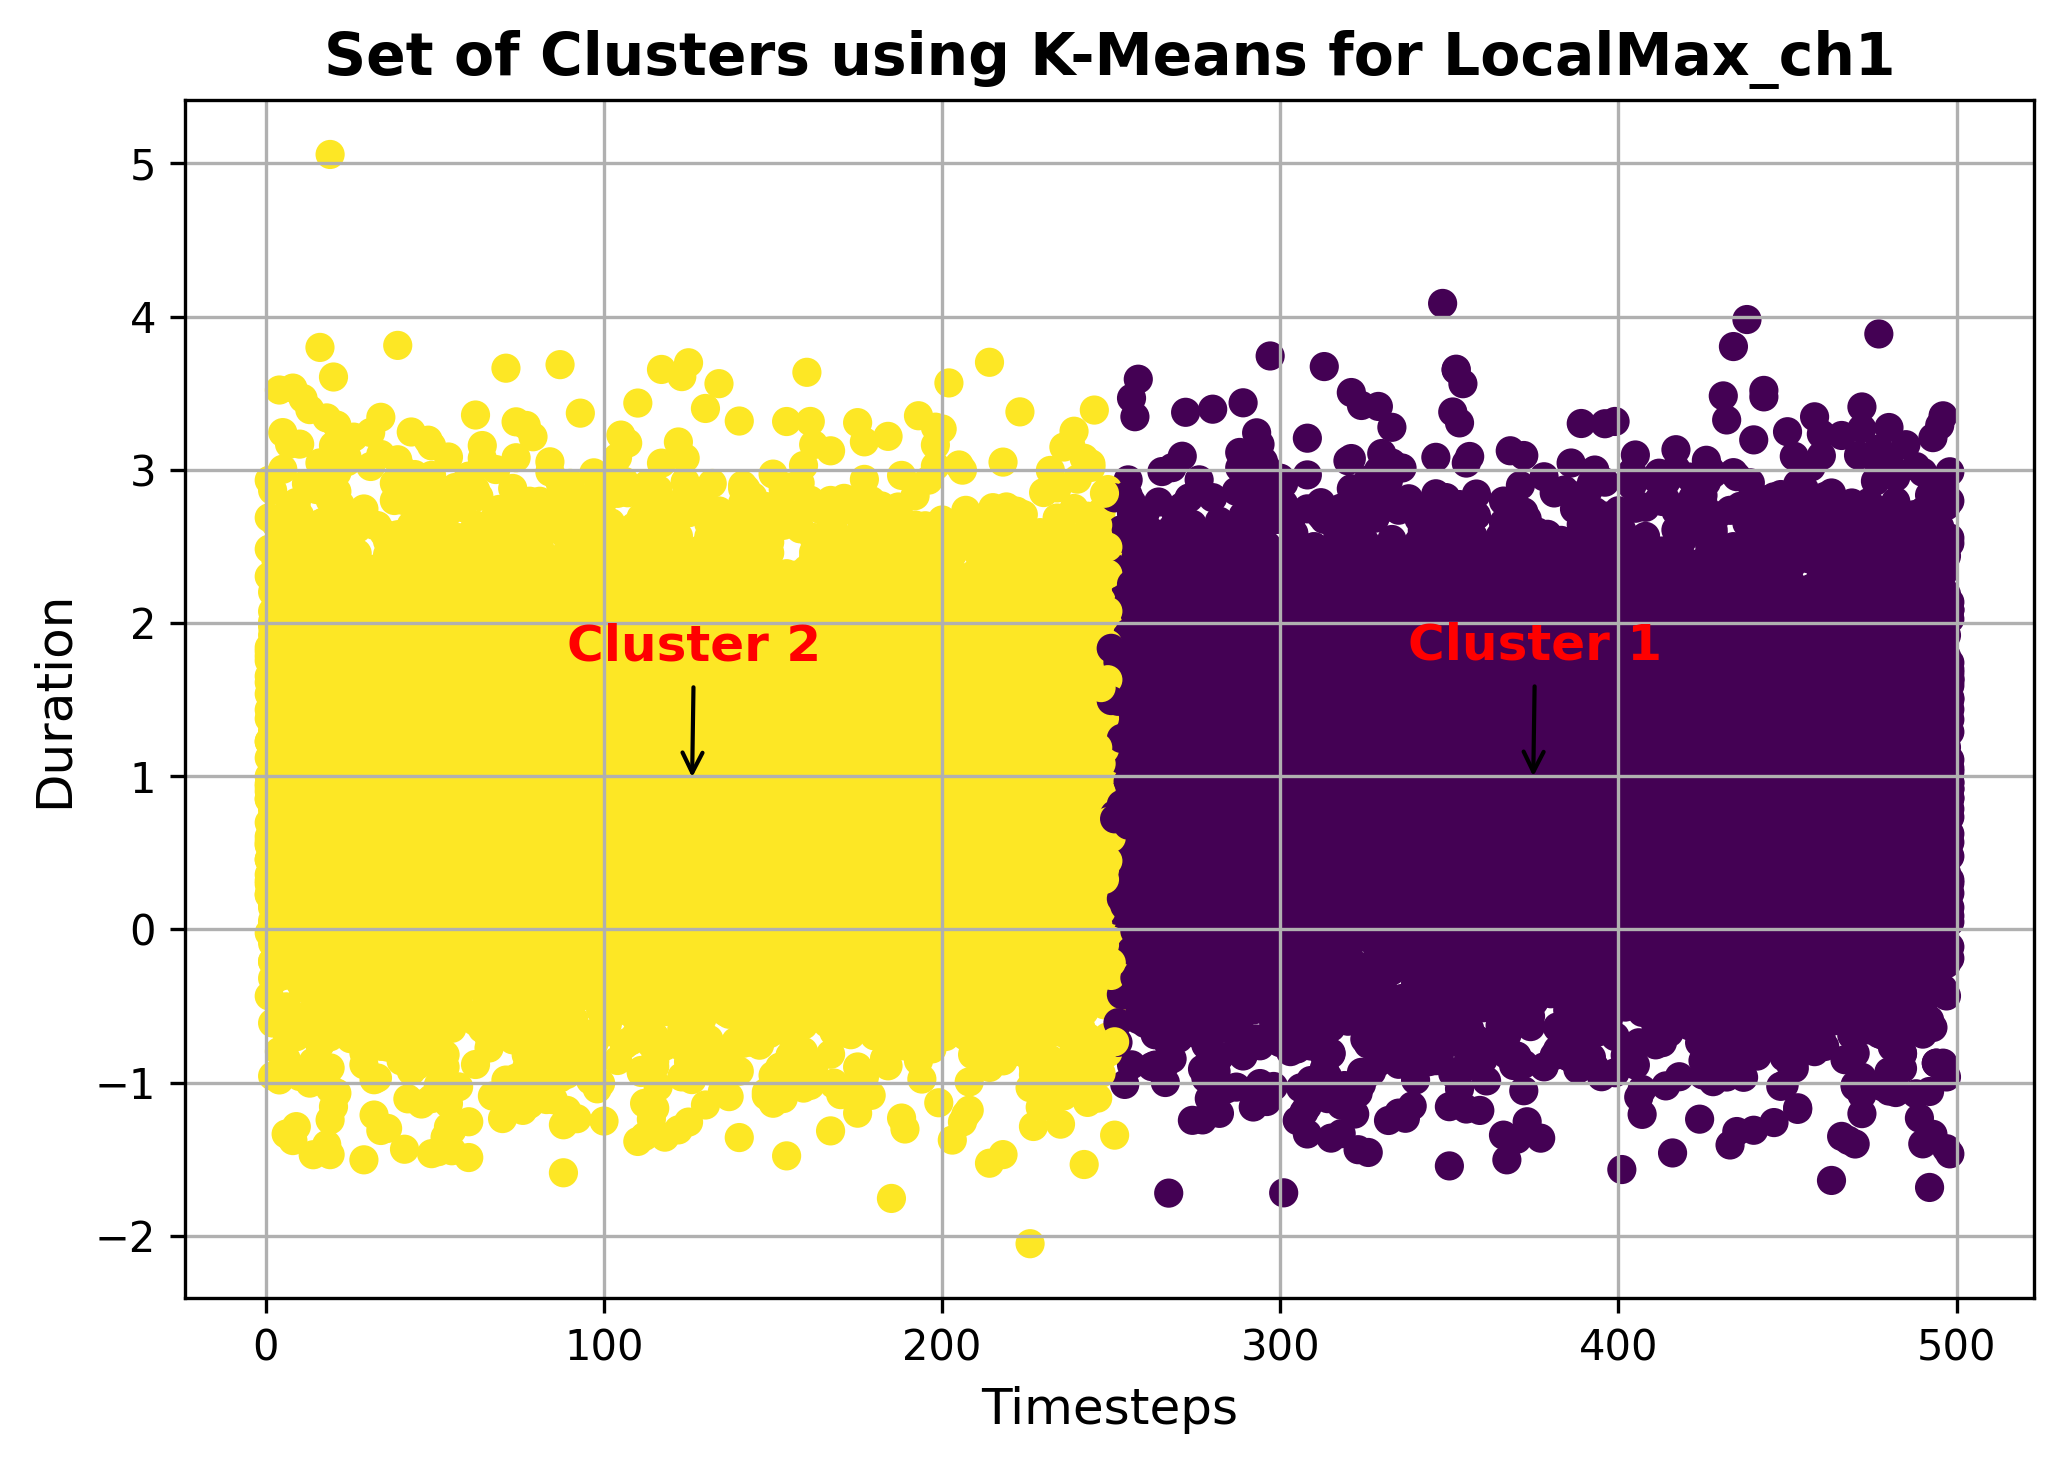 Set of Clusters using K-Means for LocalMax_ch1
5
4
3
2
1
0
−1
−2
Duration
Cluster 2
Cluster 1
0 100 200 300 400 500
Timesteps